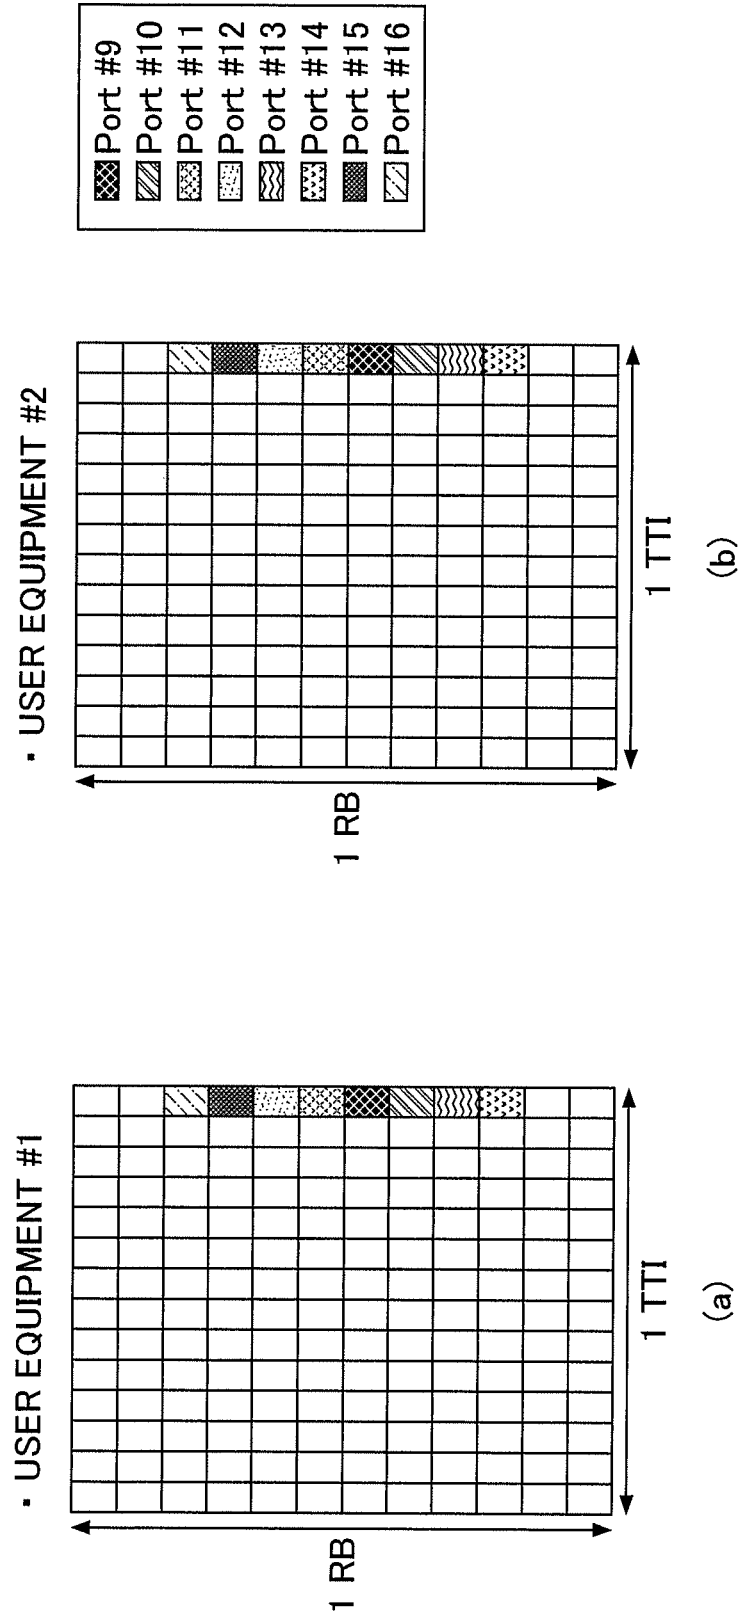 · USER EQUIPMENT #1
1 RB
1 TTI
(a)
· USER EQUIPMENT #2
1 RB
1 TTI
(b)
Port #9
Port #10
Port #11
Port #12
Port #13
Port #14
Port #15
Port #16